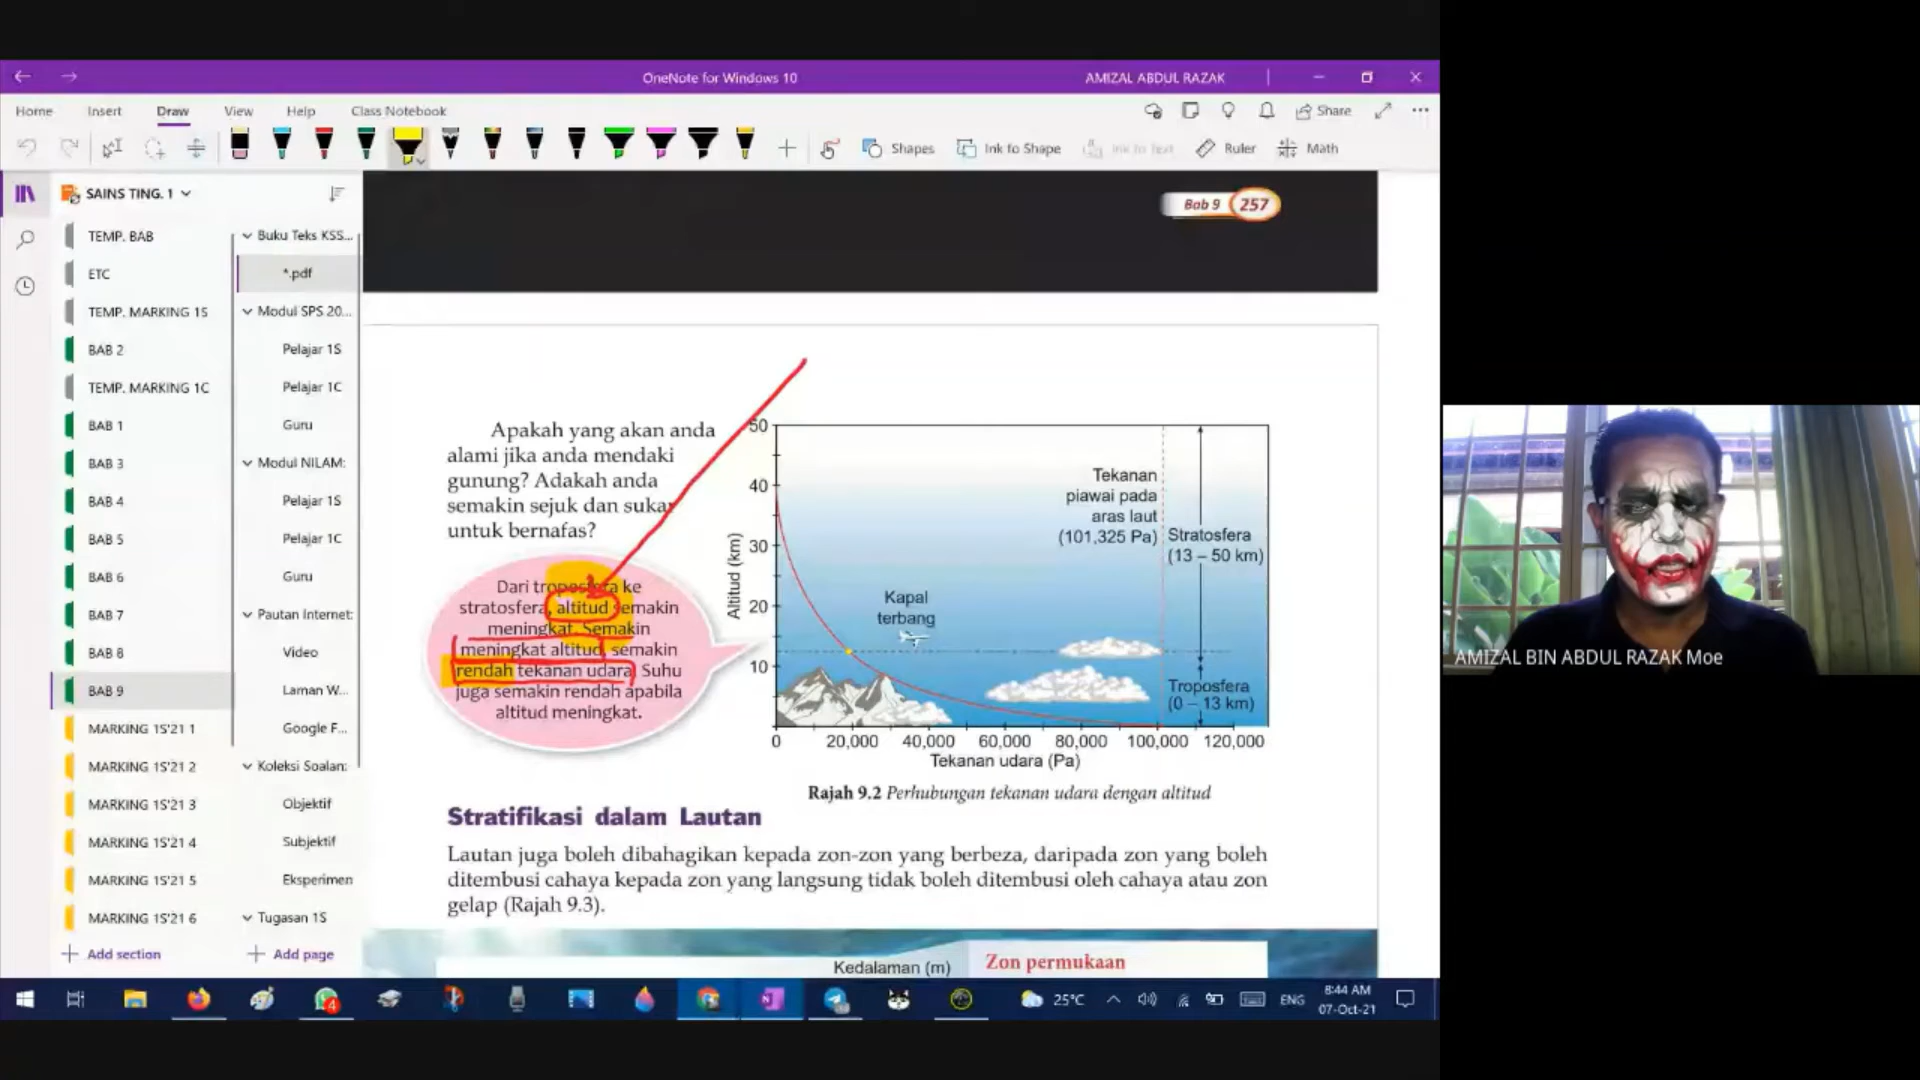 OneNote for Windows 10
AMIZAL ABDUL RAZAK
Home Insert Draw View Help Class Notebook
Share
Shapes Ink to Shape Ink to Text Ruler Math
SAINS TING. 1
TEMP. BAB
ETC
TEMP. MARKING 1S
BAB 2
TEMP. MARKING 1C
BAB 1
BAB 3
BAB 4
BAB 5
BAB 6
BAB 7
BAB 8
BAB 9
MARKING 1S'21 1
MARKING 1S'21 2
MARKING 1S'21 3
MARKING 1S'21 4
MARKING 1S'21 5
MARKING 1S'21 6
Add section
Buku Teks KSS...
*.pdf
Modul SPS 20...
Pelajar 1S
Pelajar 1C
Guru
Modul NILAM:
Pelajar 1S
Pelajar 1C
Guru
Pautan Internet:
Video
Laman W...
Google F...
Koleksi Soalan:
Objektif
Subjektif
Eksperimen
Tugasan 1S
Add page
Bab 9 257
Apakah yang akan anda
alami jika anda mendaki
gunung? Adakah anda
semakin sejuk dan sukar
untuk bernafas?
Dari troposfera ke
stratosfera, altitud semakin
meningkat. Semakin
meningkat altitud, semakin
rendah tekanan udara. Suhu
juga semakin rendah apabila
altitud meningkat.
Altitud (km)
50
40
30
20
10
Tekanan
piawai pada
aras laut
(101,325 Pa)
Stratosfera
(13 – 50 km)
Kapal
terbang
Troposfera
(0 – 13 km)
0 20,000 40,000 60,000 80,000 100,000 120,000
Tekanan udara (Pa)
Rajah 9.2 Perhubungan tekanan udara dengan altitud
Stratifikasi dalam Lautan
Lautan juga boleh dibahagikan kepada zon-zon yang berbeza, daripada zon yang boleh
ditembusi cahaya kepada zon yang langsung tidak boleh ditembusi oleh cahaya atau zon
gelap (Rajah 9.3).
Kedalaman (m)
Zon permukaan
4
25°C
ENG
8:44 AM
07-Oct-21
AMIZAL BIN ABDUL RAZAK Moe